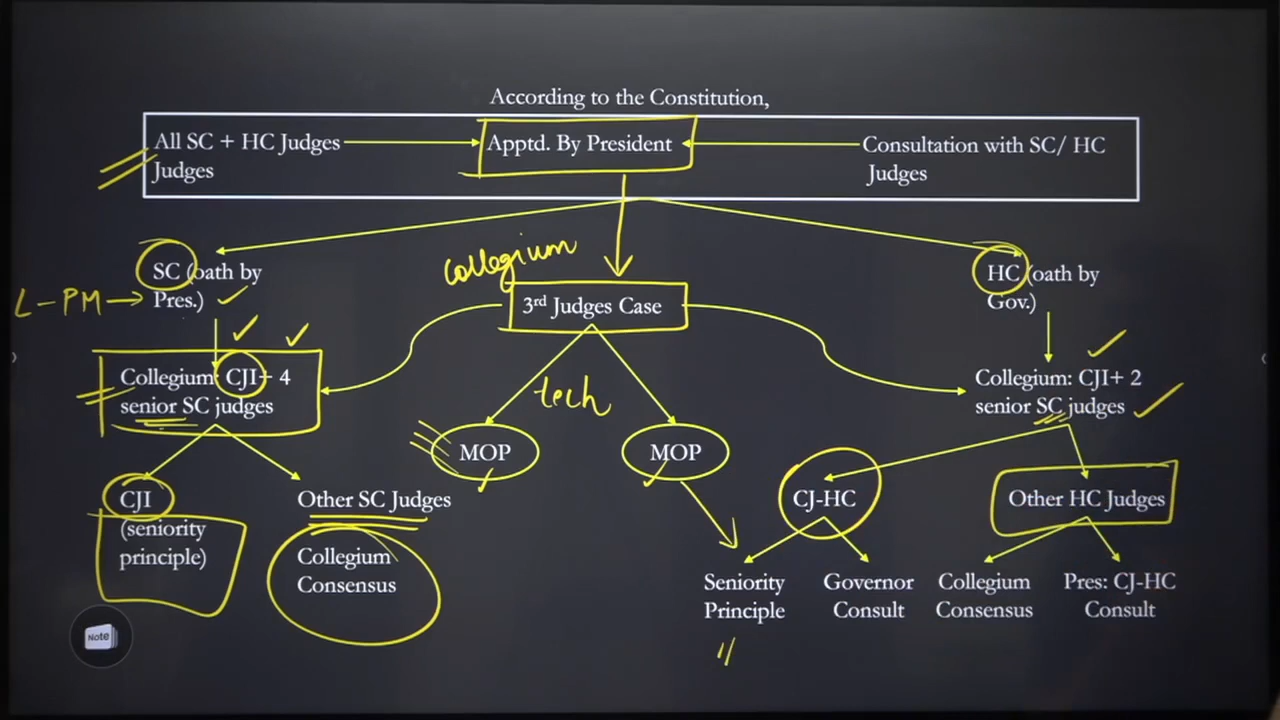 According to the Constitution,
All SC + HC Judges
Judges
Apptd. By President
Consultation with SC/ HC
Judges
collegium
SC (oath by
Pres.)
L-PM
3rd Judges Case
HC (oath by
Gov.)
Collegium: CJI+ 4
senior SC judges
tech
Collegium: CJI+ 2
senior SC judges
MOP
MOP
CJI
(seniority
principle)
Other SC Judges
Collegium
Consensus
CJ-HC
Other HC Judges
Seniority
Principle
Governor
Consult
Collegium
Consensus
Pres: CJ-HC
Consult
Note